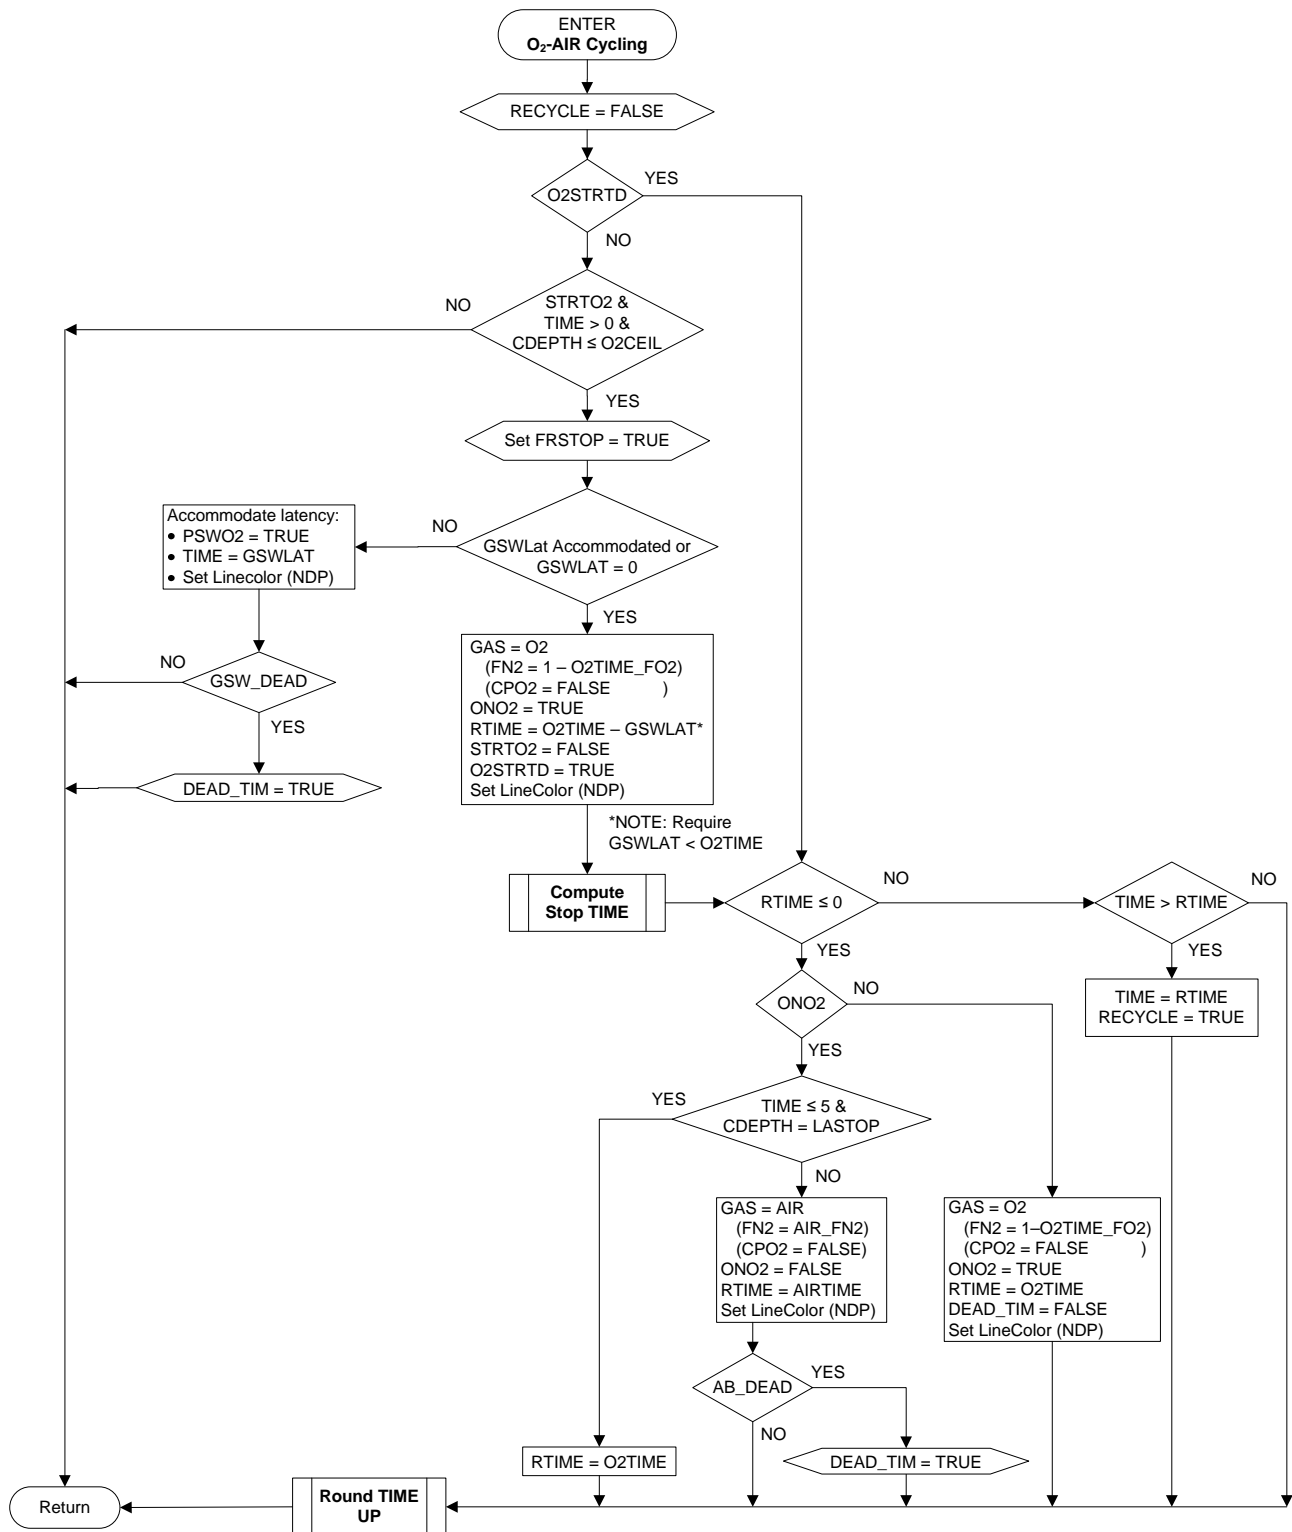 ENTER
O₂-AIR Cycling
RECYCLE = FALSE
O2STRTD
YES
NO
STRTO2 &
TIME > 0 &
CDEPTH ≤ O2CEIL
NO
YES
Set FRSTOP = TRUE
GSWLat Accommodated or
GSWLAT = 0
NO
YES
Accommodate latency:
• PSWO2 = TRUE
• TIME = GSWLAT
• Set Linecolor (NDP)
GSW_DEAD
NO
YES
DEAD_TIM = TRUE
GAS = O2
(FN2 = 1 – O2TIME_FO2)
(CPO2 = FALSE )
ONO2 = TRUE
RTIME = O2TIME – GSWLAT*
STRTO2 = FALSE
O2STRTD = TRUE
Set LineColor (NDP)
*NOTE: Require
GSWLAT < O2TIME
Compute
Stop TIME
RTIME ≤ 0
NO
YES
TIME > RTIME
NO
YES
TIME = RTIME
RECYCLE = TRUE
ONO2
NO
YES
TIME ≤ 5 &
CDEPTH = LASTOP
YES
NO
GAS = AIR
(FN2 = AIR_FN2)
(CPO2 = FALSE)
ONO2 = FALSE
RTIME = AIRTIME
Set LineColor (NDP)
GAS = O2
(FN2 = 1–O2TIME_FO2)
(CPO2 = FALSE )
ONO2 = TRUE
RTIME = O2TIME
DEAD_TIM = FALSE
Set LineColor (NDP)
AB_DEAD
YES
NO
RTIME = O2TIME
DEAD_TIM = TRUE
Round TIME
UP
Return